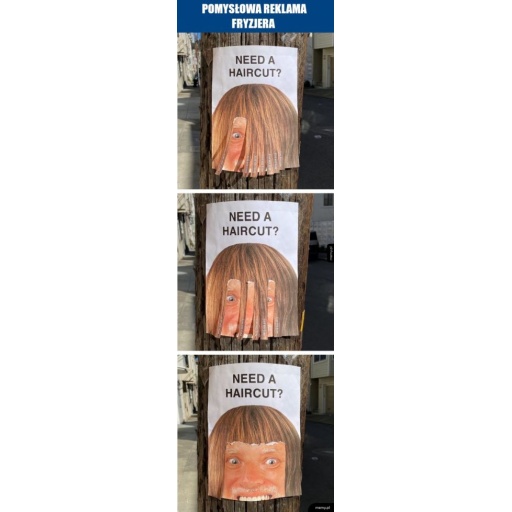 POMYSŁOWA REKLAMA
FRYZJERA
NEED A
HAIRCUT?
NEED A
HAIRCUT?
NEED A
HAIRCUT?